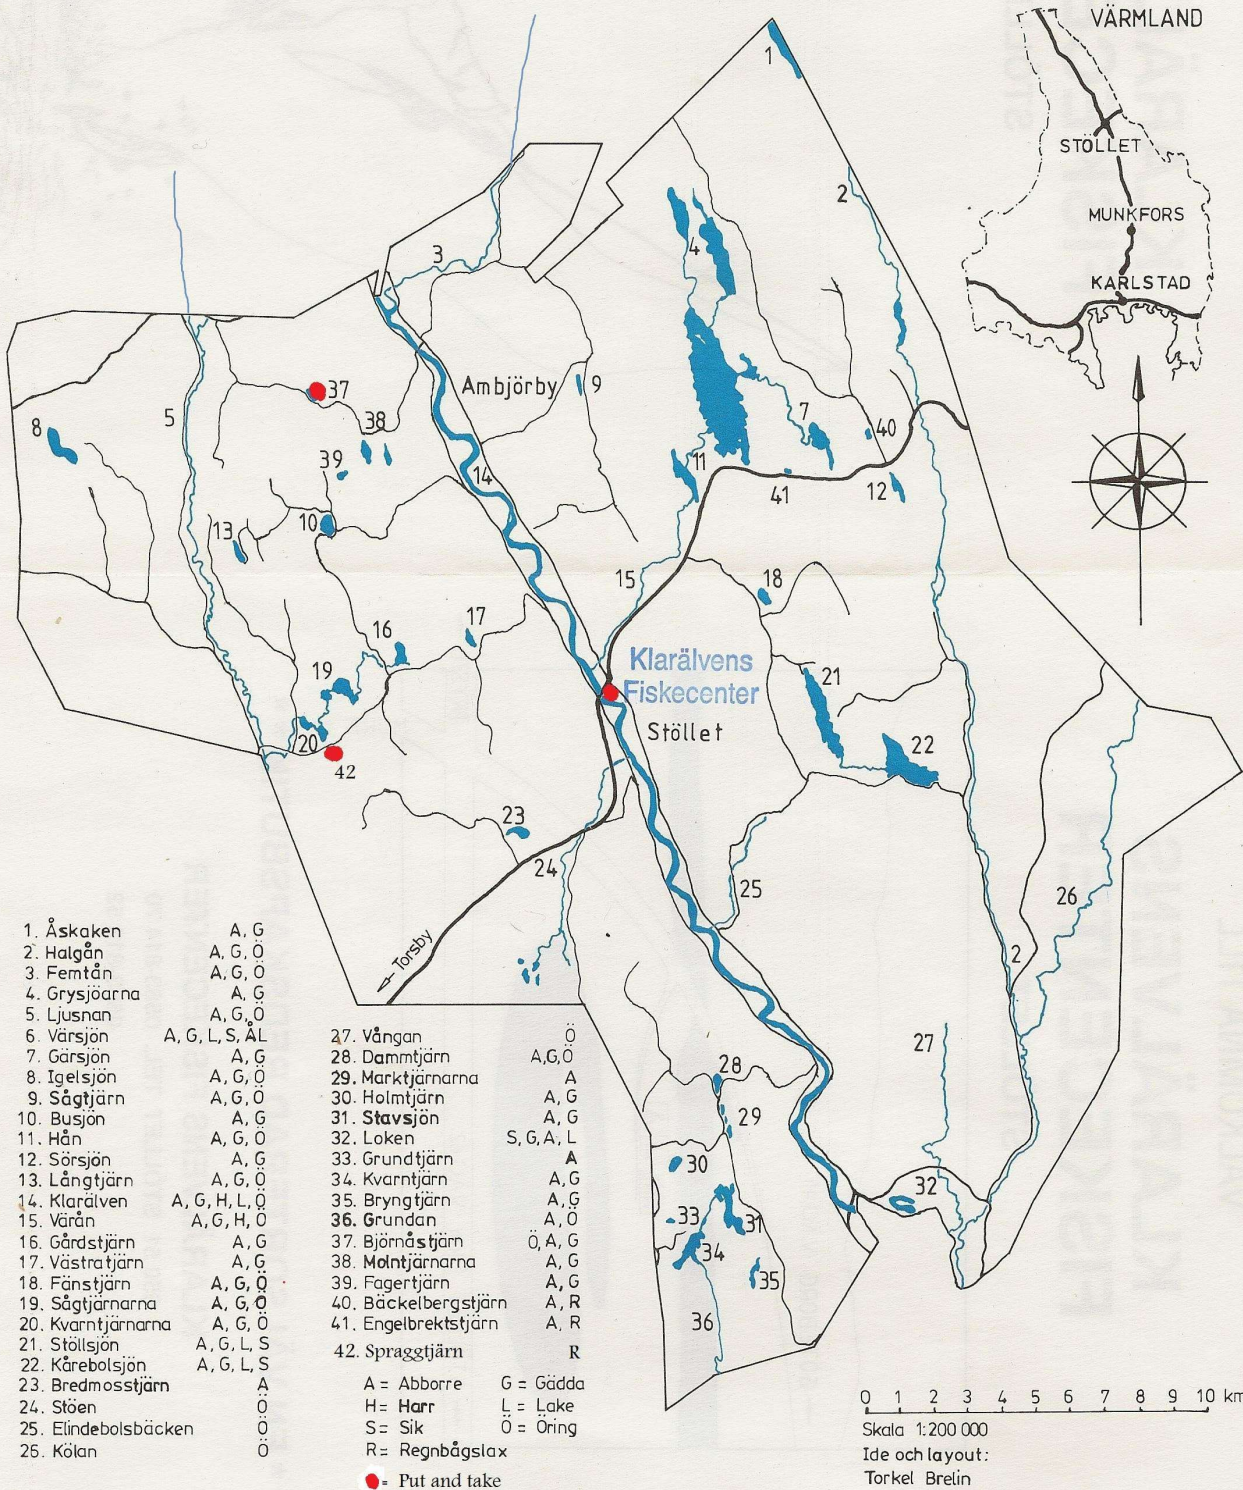 VÄRMLAND
STÖLLET
MUNKFORS
KARLSTAD
1
2
3
4
5
37
Ambjörby
9
8
38
7
40
39
14
11
41
12
10
13
15
18
16
17
19
Klarälvens
Fiskecenter
21
Stöllet
22
20
42
23
24
25
26
Torsby
2
27
28
29
30
32
33
31
34
35
36
1. Åskaken A, G
2. Halgån A, G, Ö
3. Femtån A, G, Ö
4. Grysjöarna A, G
5. Ljusnan A, G, Ö
6. Värsjön A, G, L, S, ÅL
7. Gärsjön A, G
8. Igelsjön A, G, Ö
9. Sågtjärn A, G, Ö
10. Busjön A, G
11. Hån A, G, Ö
12. Sörsjön A, G
13. Långtjärn A, G, Ö
14. Klarälven A, G, H, L, Ö
15. Värån A, G, H, Ö
16. Gårdstjärn A, G
17. Västratjärn A, G
18. Fänstjärn A, G, Ö
19. Sågtjärnarna A, G, Ö
20. Kvarntjärnarna A, G, Ö
21. Stöllsjön A, G, L, S
22. Kårebolsjön A, G, L, S
23. Bredmosstjärn A
24. Stöen Ö
25. Elindebolsbäcken Ö
26. Kölan Ö
27. Vångan Ö
28. Dammtjärn A,G,Ö
29. Marktjärnarna A
30. Holmtjärn A, G
31. Stavsjön A, G
32. Loken S, G, A, L
33. Grundtjärn A
34. Kvarntjärn A,G
35. Bryngtjärn A,G
36. Grundan A, Ö
37. Björnåstjärn Ö, A, G
38. Molntjärnarna A, G
39. Fagertjärn A, G
40. Bäckelbergstjärn A, R
41. Engelbrektstjärn A, R
42. Spraggtjärn R
A = Abborre G = Gädda
H = Harr L = Lake
S = Sik Ö = Öring
R = Regnbågslax
= Put and take
0 1 2 3 4 5 6 7 8 9 10 km
Skala 1:200 000
Ide och layout:
Torkel Brelin